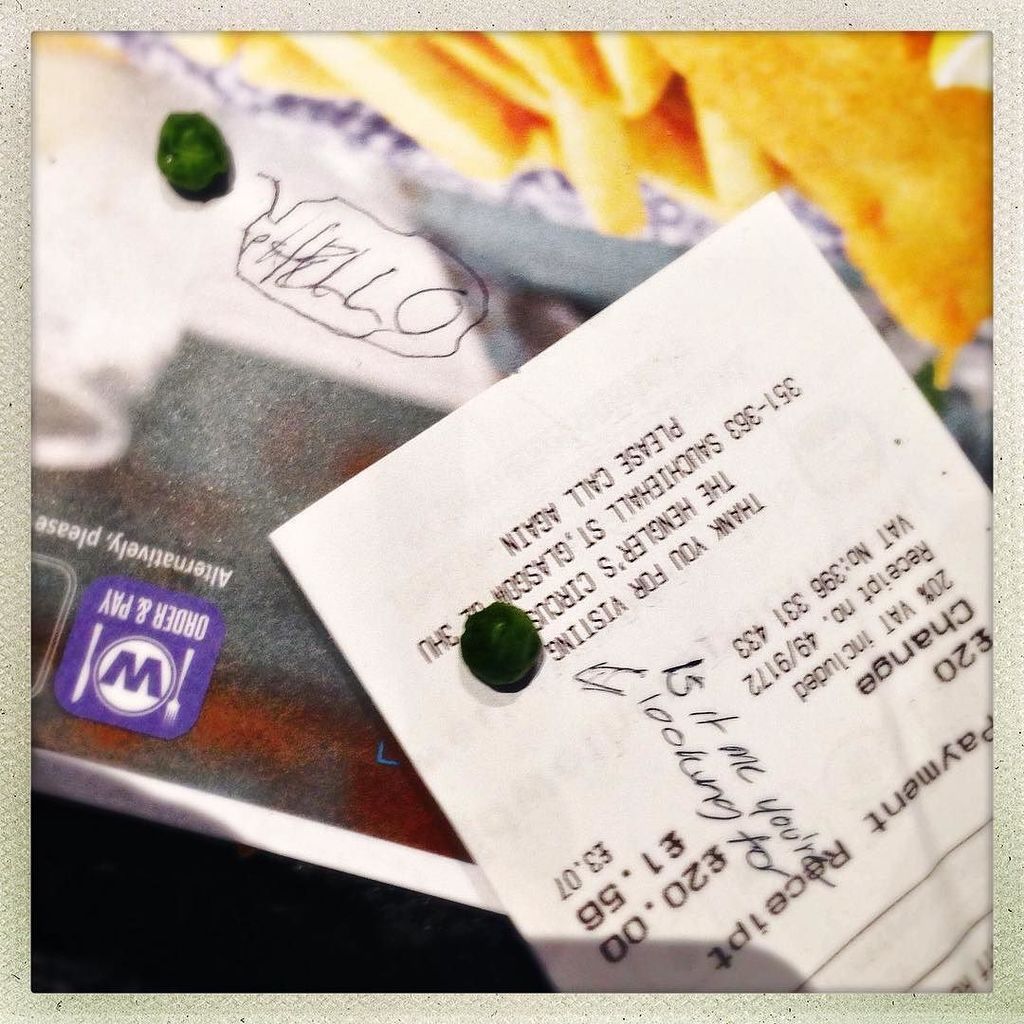 HELLO
Alternatively, please
ORDER & PAY
W
Payment Receipt
£20 £20.00
Change £1.56
20% VAT included £3.07
Receipt no. 49/9172
VAT No:396 331 433
THANK YOU FOR VISTING
THE HENGLER'S CIRCUS
351-363 SAUCHIEHALL ST,GLASGOW G2 3HU
PLEASE CALL AGAIN
Is it me you're
looking for